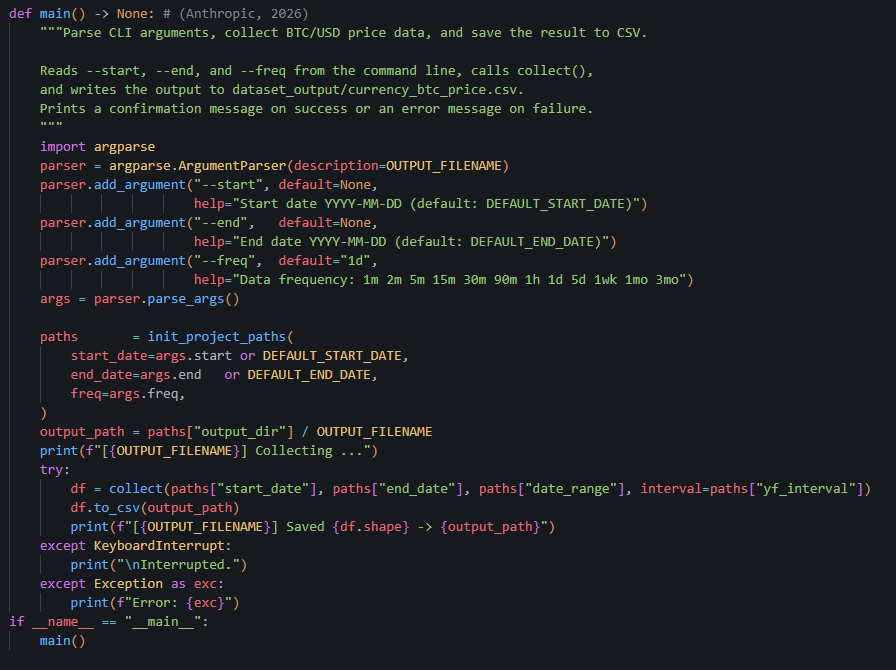 def main() -> None: # (Anthropic, 2026)
    """Parse CLI arguments, collect BTC/USD price data, and save the result to CSV.

    Reads --start, --end, and --freq from the command line, calls collect(),
    and writes the output to dataset_output/currency_btc_price.csv.
    Prints a confirmation message on success or an error message on failure.
    """
    import argparse
    parser = argparse.ArgumentParser(description=OUTPUT_FILENAME)
    parser.add_argument("--start", default=None,
                        help="Start date YYYY-MM-DD (default: DEFAULT_START_DATE)")
    parser.add_argument("--end",   default=None,
                        help="End date YYYY-MM-DD (default: DEFAULT_END_DATE)")
    parser.add_argument("--freq",  default="1d",
                        help="Data frequency: 1m 2m 5m 15m 30m 90m 1h 1d 5d 1wk 1mo 3mo")
    args = parser.parse_args()

    paths       = init_project_paths(
        start_date=args.start or DEFAULT_START_DATE,
        end_date=args.end   or DEFAULT_END_DATE,
        freq=args.freq,
    )
    output_path = paths["output_dir"] / OUTPUT_FILENAME
    print(f"[{OUTPUT_FILENAME}] Collecting ...")
    try:
        df = collect(paths["start_date"], paths["end_date"], paths["date_range"], interval=paths["yf_interval"])
        df.to_csv(output_path)
        print(f"[{OUTPUT_FILENAME}] Saved {df.shape} -> {output_path}")
    except KeyboardInterrupt:
        print("\nInterrupted.")
    except Exception as exc:
        print(f"Error: {exc}")
if __name__ == "__main__":
    main()